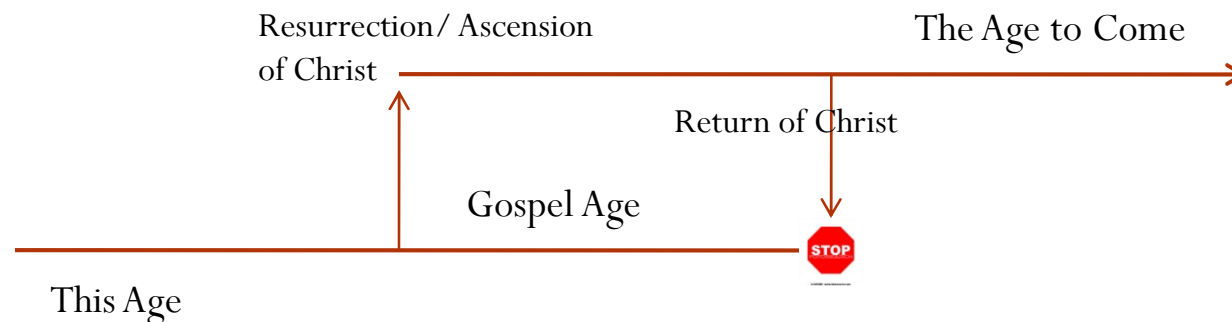 Resurrection/ Ascension
of Christ
The Age to Come
Return of Christ
Gospel Age
STOP
This Age